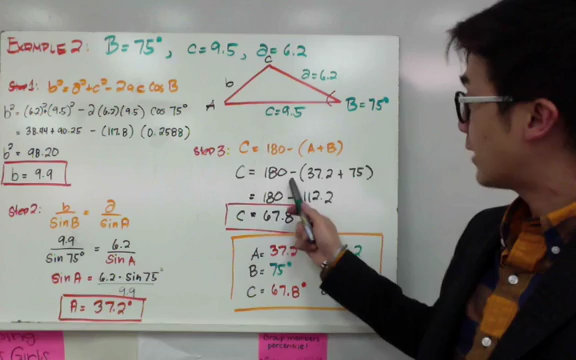 EXAMPLE 2: B = 75°, c = 9.5, a = 6.2
Step 1: b² = a² + c² - 2ac cos B
b² = (6.2)² (9.5)² - 2(6.2)(9.5) cos 75°
= 38.44 + 90.25 - (117.8) (0.2588)
b² = 98.20
b = 9.9
Step 2: b/Sin B = a/Sin A
9.9/Sin 75° = 6.2/Sin A
Sin A = 6.2 · Sin 75°/9.9
A = 37.2°
C
b
a = 6.2
A
B = 75°
c = 9.5
Step 3: C = 180 - (A + B)
C = 180 - (37.2 + 75)
= 180 - 112.2
C = 67.8
A = 37.2
B = 75°
C = 67.8°
Group members